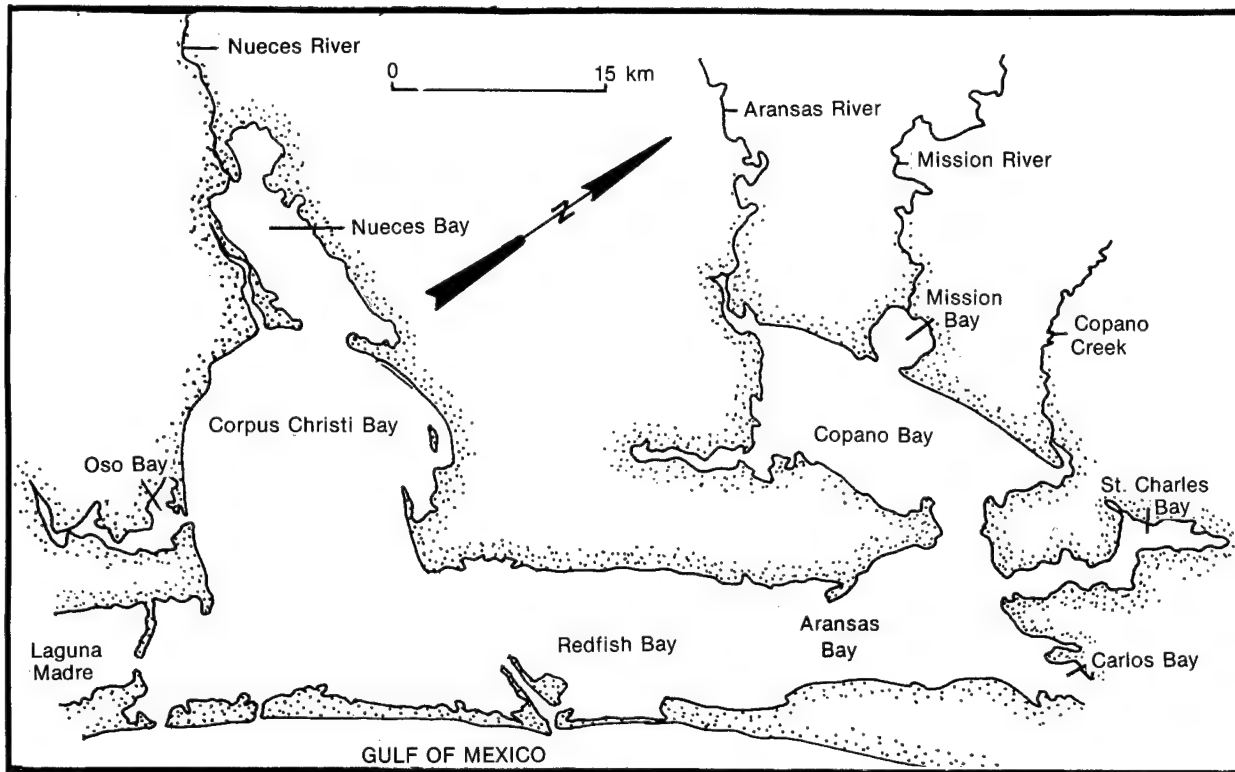 Nueces River
0 15 km
Aransas River
Mission River
N
Nueces Bay
Mission
Bay
Copano
Creek
Corpus Christi Bay
Copano Bay
Oso Bay
St. Charles
Bay
Aransas
Bay
Redfish Bay
Laguna
Madre
Carlos Bay
GULF OF MEXICO